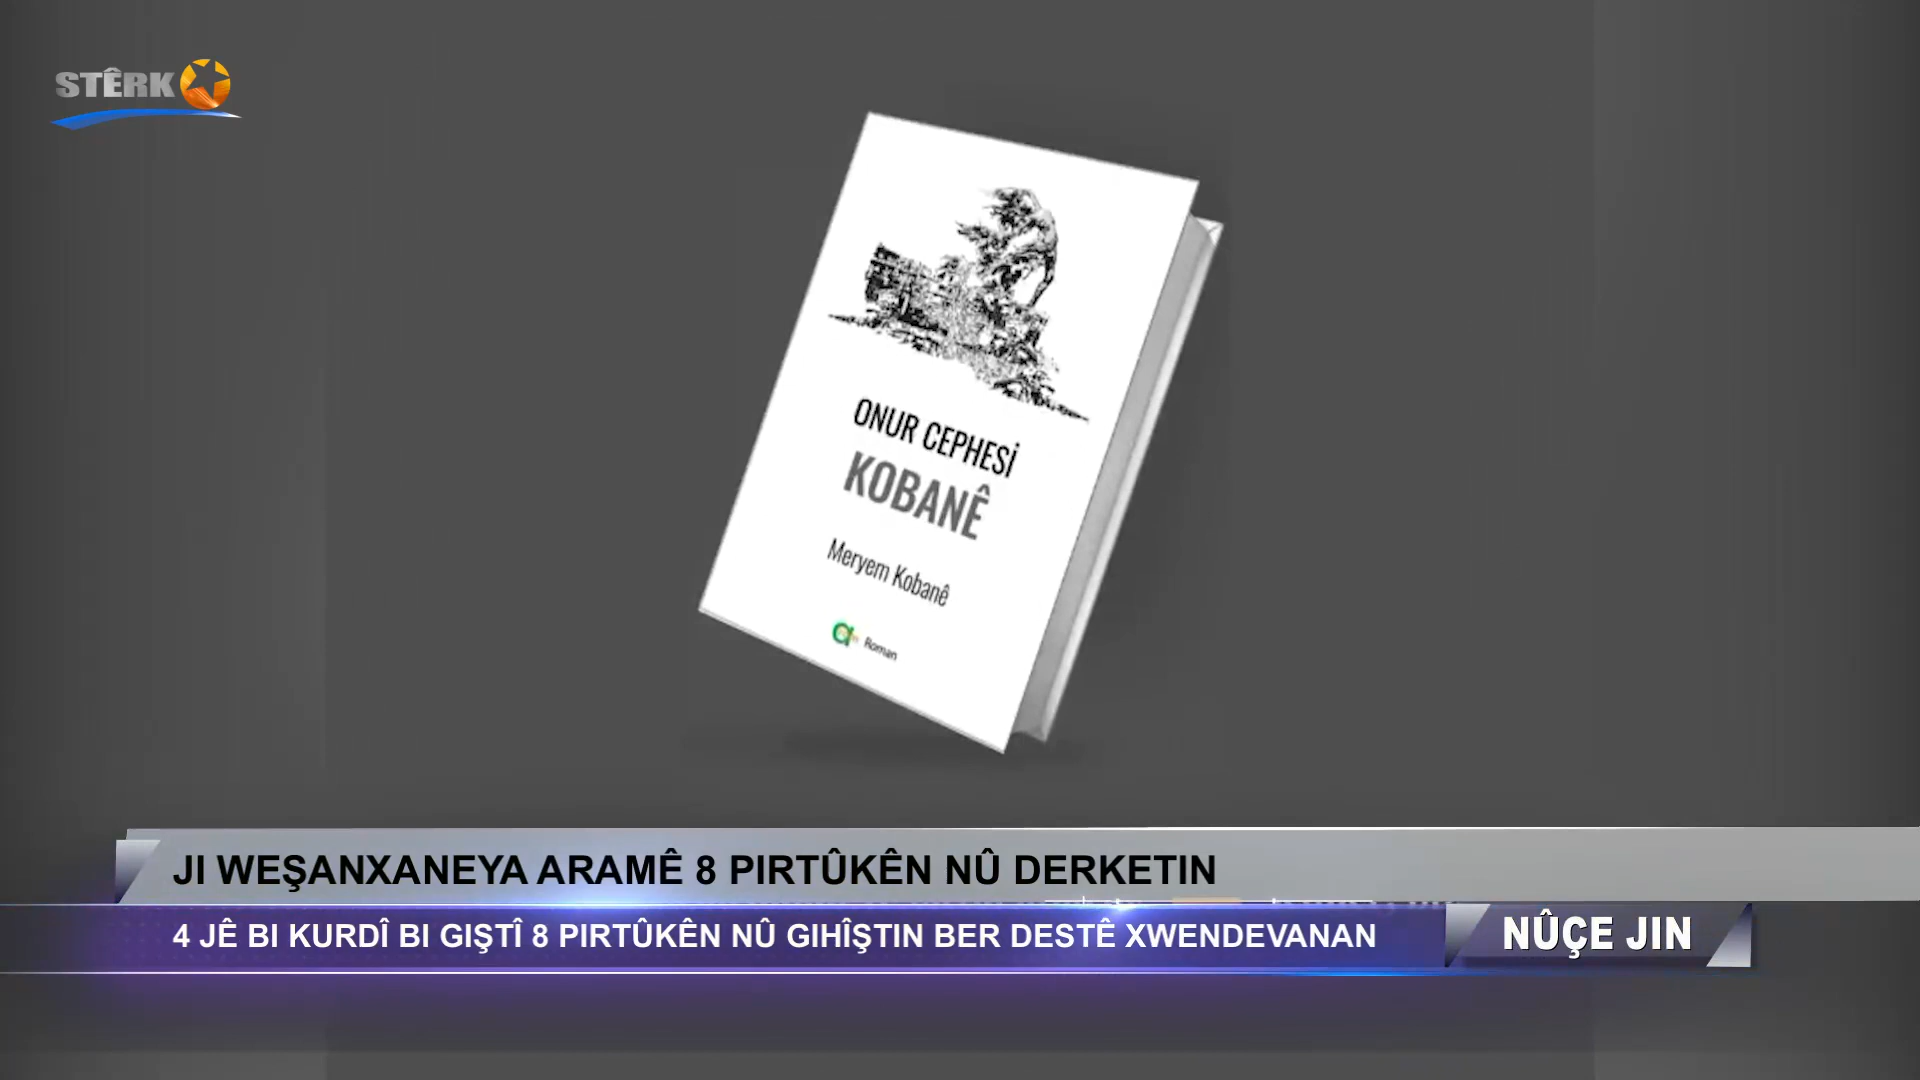 STÊRK
ONUR CEPHESİ
KOBANÊ
Meryem Kobanê
Roman
JI WEŞANXANEYA ARAMÊ 8 PIRTÛKÊN NÛ DERKETIN
4 JÊ BI KURDÎ BI GIŞTÎ 8 PIRTÛKÊN NÛ GIHÎŞTIN BER DESTÊ XWENDEVANAN
NÛÇE JIN